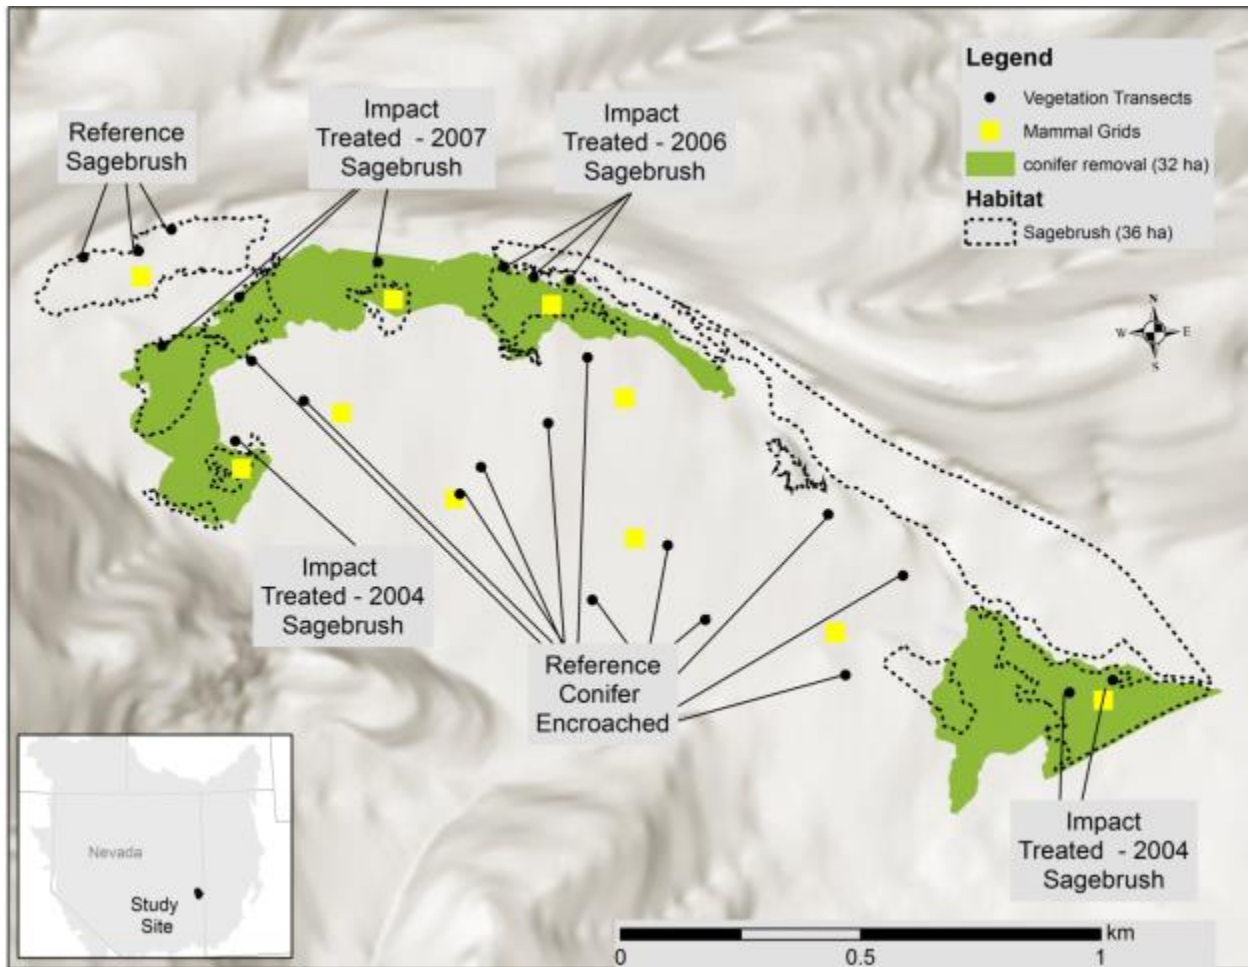 Legend
Vegetation Transects
Mammal Grids
conifer removal (32 ha)
Habitat
Sagebrush (36 ha)
Reference
Sagebrush
Impact
Treated - 2007
Sagebrush
Impact
Treated - 2006
Sagebrush
N
W
E
S
Impact
Treated - 2004
Sagebrush
Reference
Conifer
Encroached
Impact
Treated - 2004
Sagebrush
Nevada
Study
Site
km
0
0.5
1